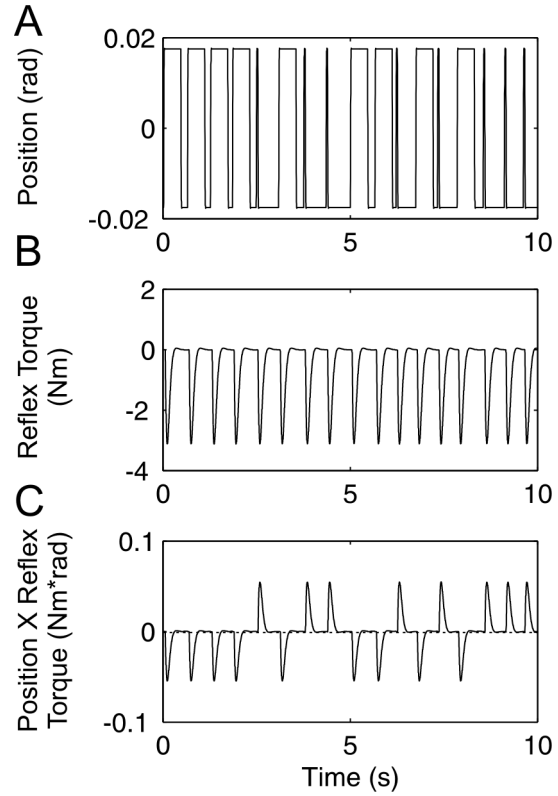 A
Position (rad)
0.02
0
-0.02
0
5
10
B
Reflex Torque
(Nm)
2
0
-2
-4
0
5
10
C
Position X Reflex
Torque (Nm*rad)
0.1
0
-0.1
0
5
10
Time (s)